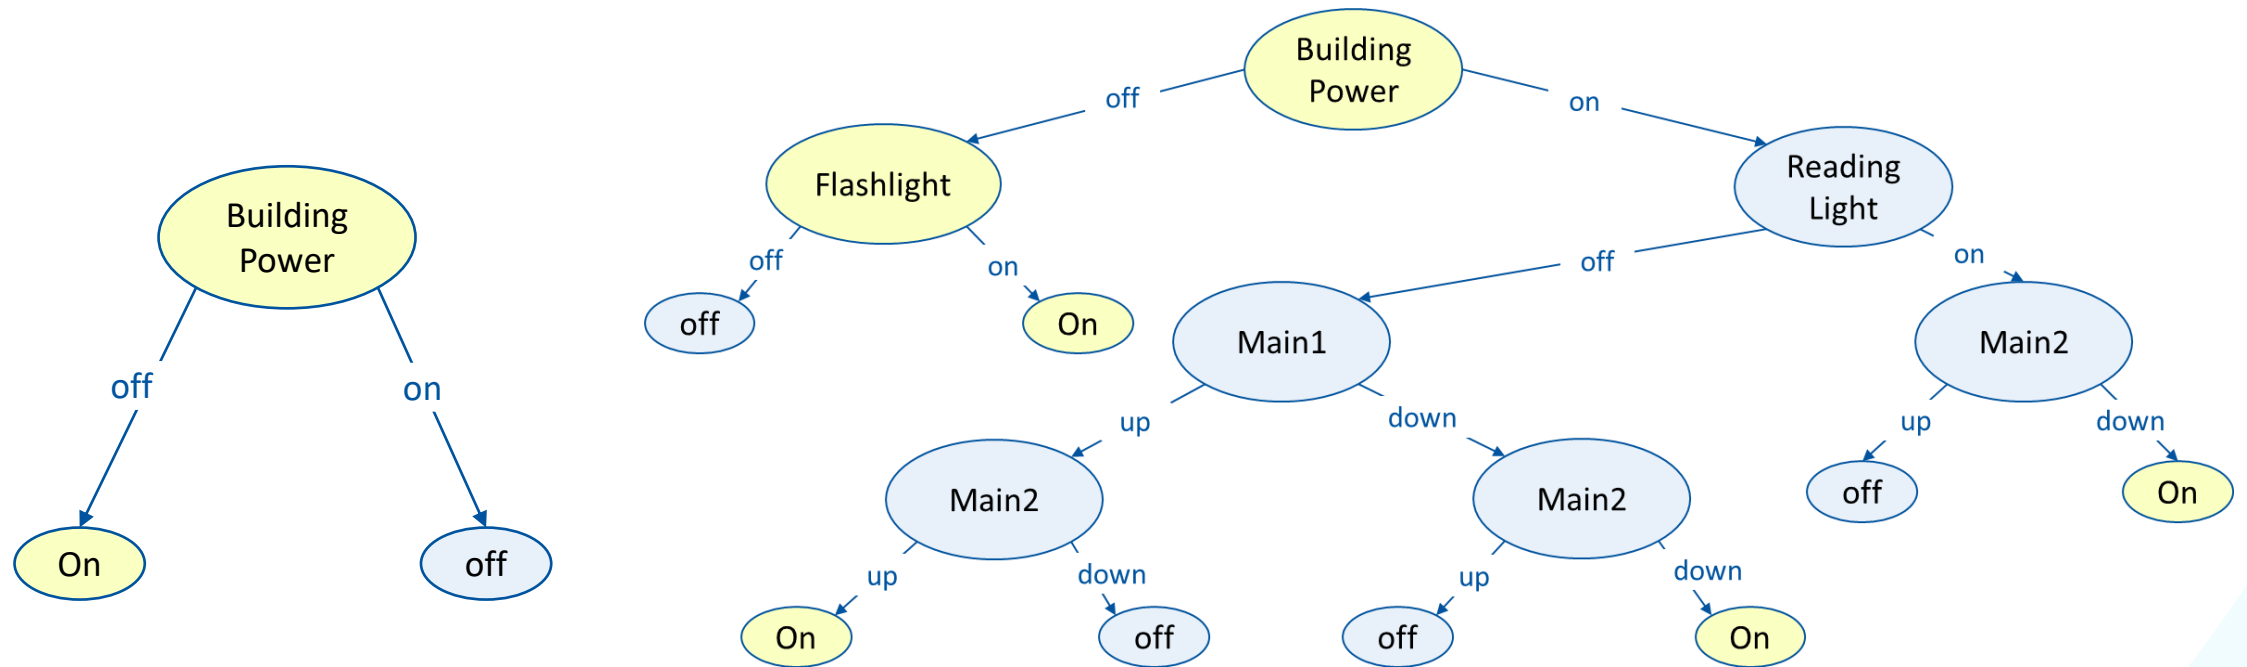 Building
Power
off
on
On
off
Building
Power
off
on
Flashlight
Reading
Light
off
on
off
on
off
On
Main1
Main2
up
down
up
down
Main2
Main2
off
On
up
down
up
down
On
off
off
On